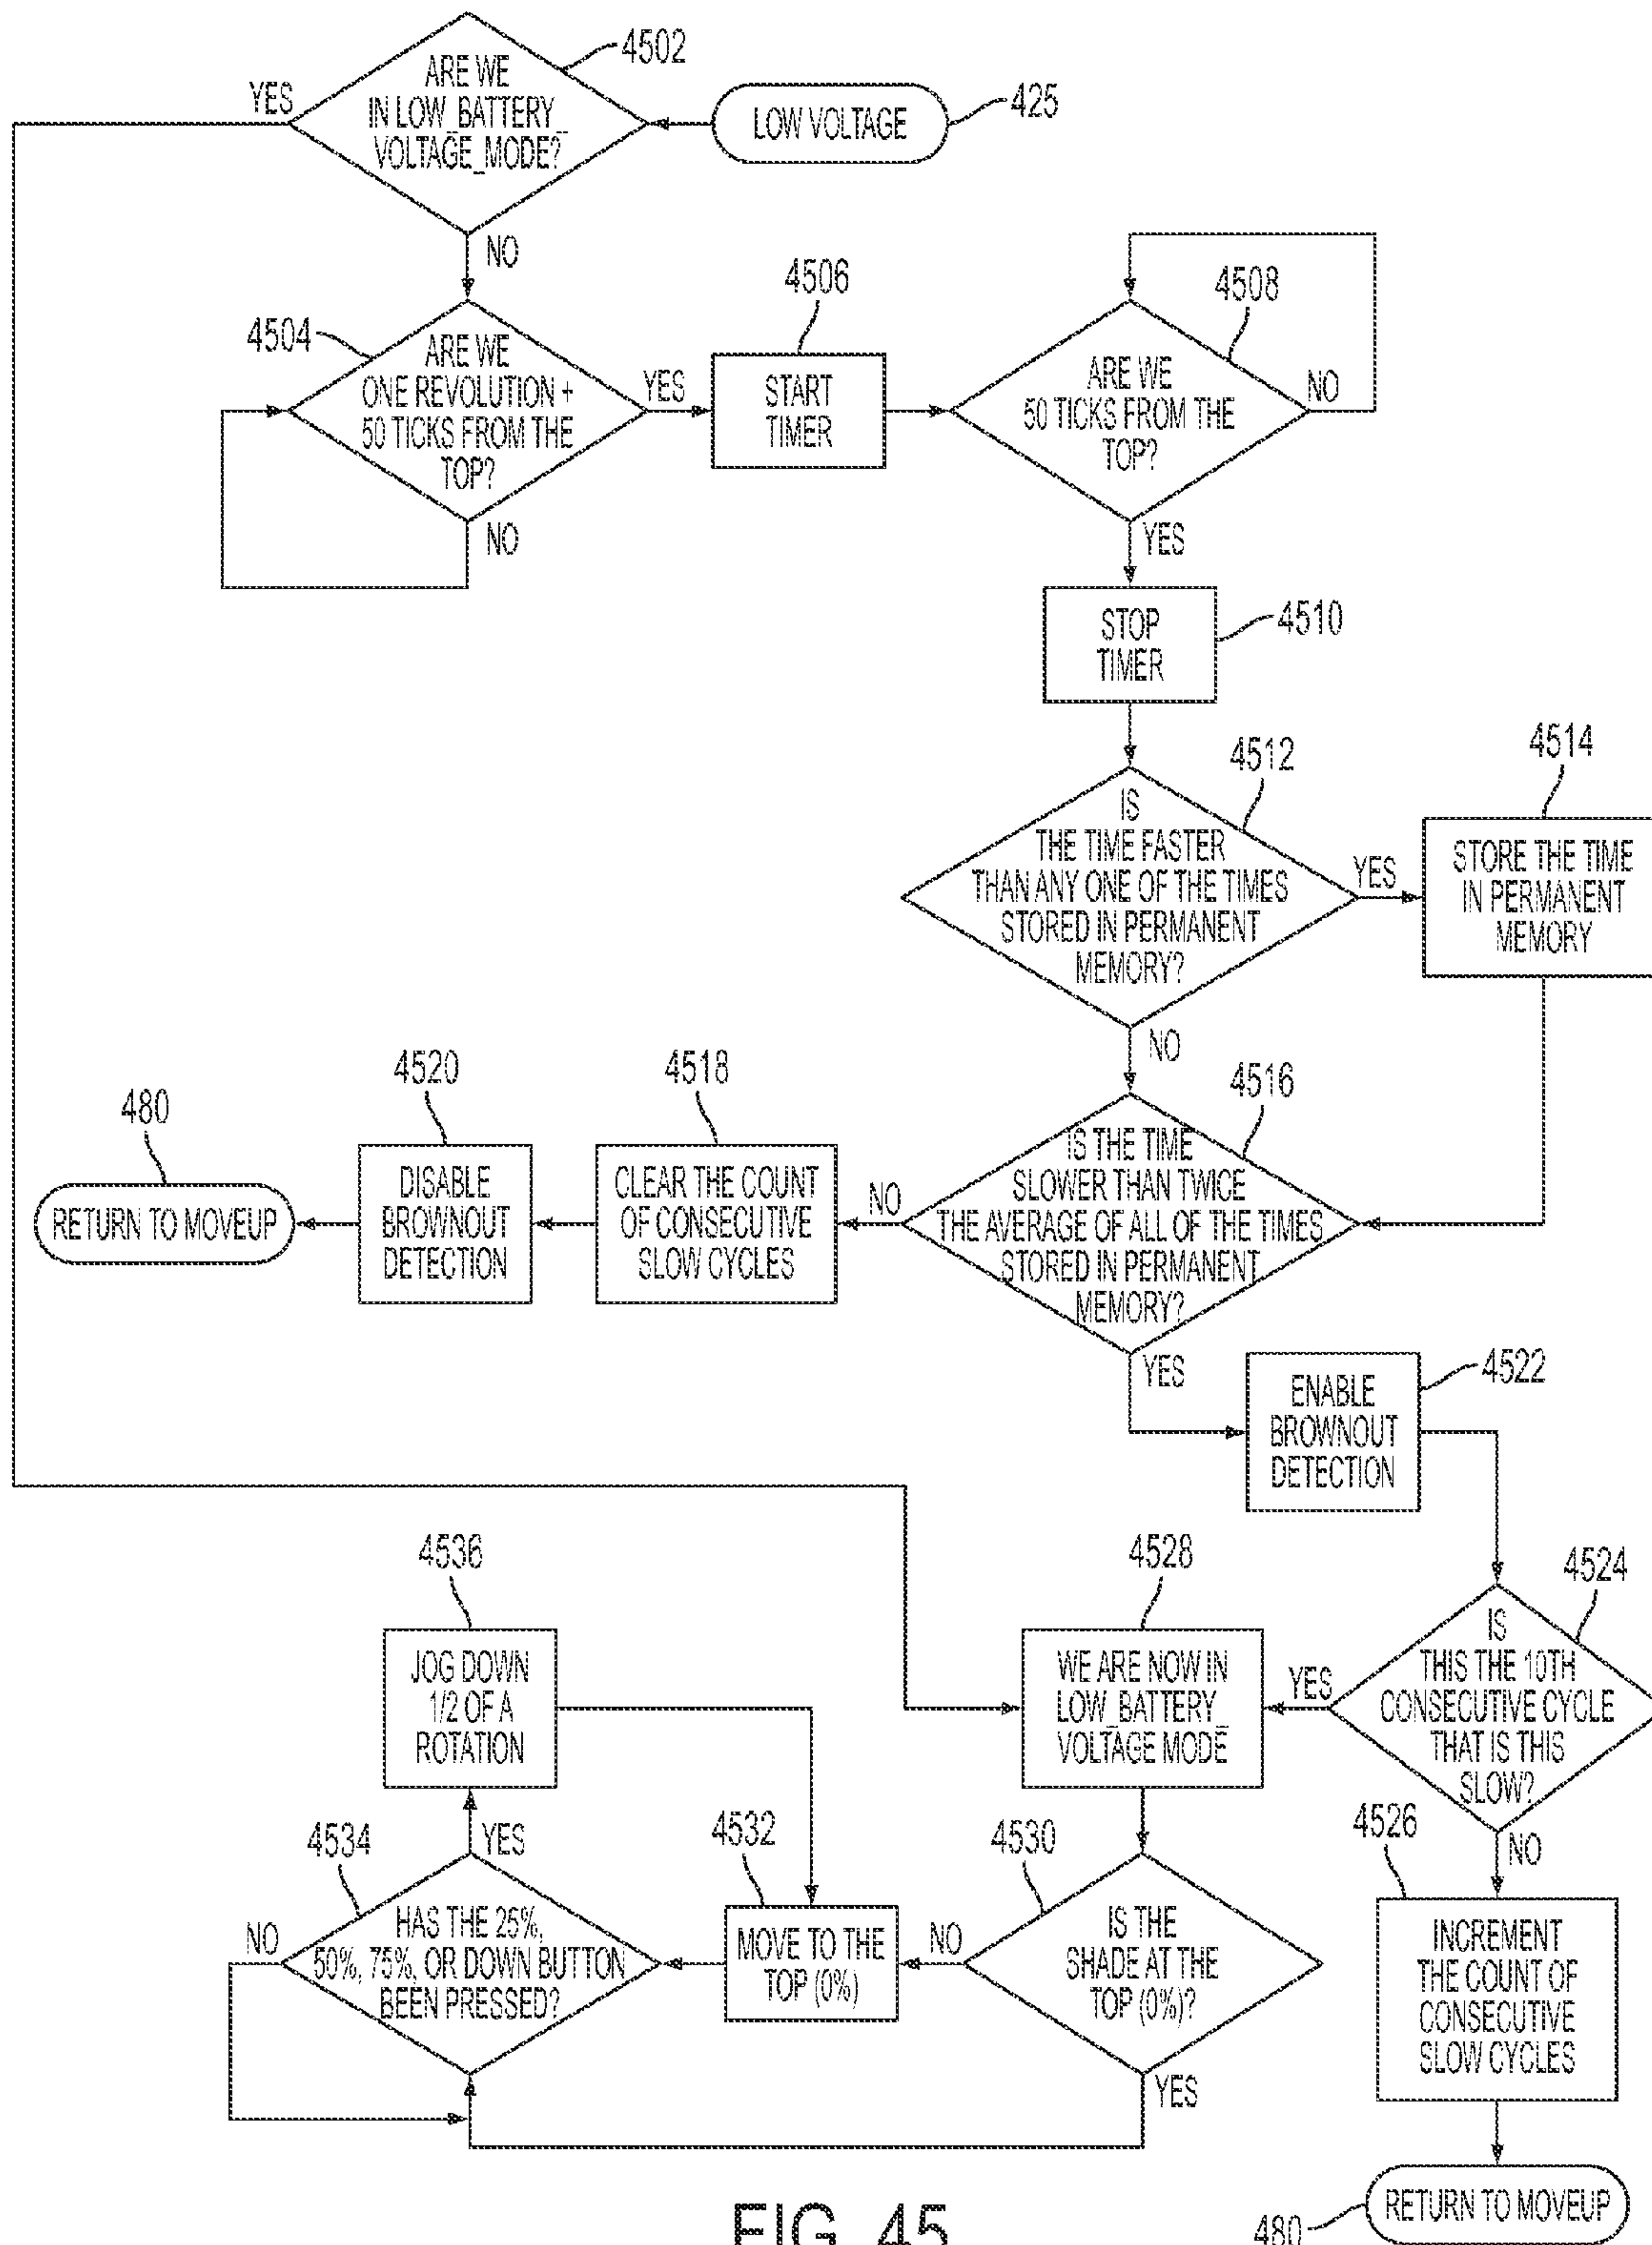 4502
ARE WE
IN LOW_BATTERY_
VOLTAGE_MODE?
YES
NO
LOW VOLTAGE
425
4504
ARE WE
ONE REVOLUTION +
50 TICKS FROM THE
TOP?
YES
NO
4506
START
TIMER
4508
ARE WE
50 TICKS FROM THE
TOP?
NO
YES
STOP
TIMER
4510
4512
IS
THE TIME FASTER
THAN ANY ONE OF THE TIMES
STORED IN PERMANENT
MEMORY?
YES
NO
4514
STORE THE TIME
IN PERMANENT
MEMORY
4516
IS THE TIME
SLOWER THAN TWICE
THE AVERAGE OF ALL OF THE TIMES
STORED IN PERMANENT
MEMORY?
NO
YES
4518
CLEAR THE COUNT
OF CONSECUTIVE
SLOW CYCLES
4520
DISABLE
BROWNOUT
DETECTION
480
RETURN TO MOVEUP
4522
ENABLE
BROWNOUT
DETECTION
4524
IS
THIS THE 10TH
CONSECUTIVE CYCLE
THAT IS THIS
SLOW?
YES
NO
4526
INCREMENT
THE COUNT OF
CONSECUTIVE
SLOW CYCLES
RETURN TO MOVEUP
480
4528
WE ARE NOW IN
LOW_BATTERY_
VOLTAGE MODE
4530
IS THE
SHADE AT THE
TOP (0%)?
NO
YES
4532
MOVE TO THE
TOP (0%)
4534
HAS THE 25%,
50%, 75%, OR DOWN BUTTON
BEEN PRESSED?
NO
YES
4536
JOG DOWN
1/2 OF A
ROTATION
FIG. 45